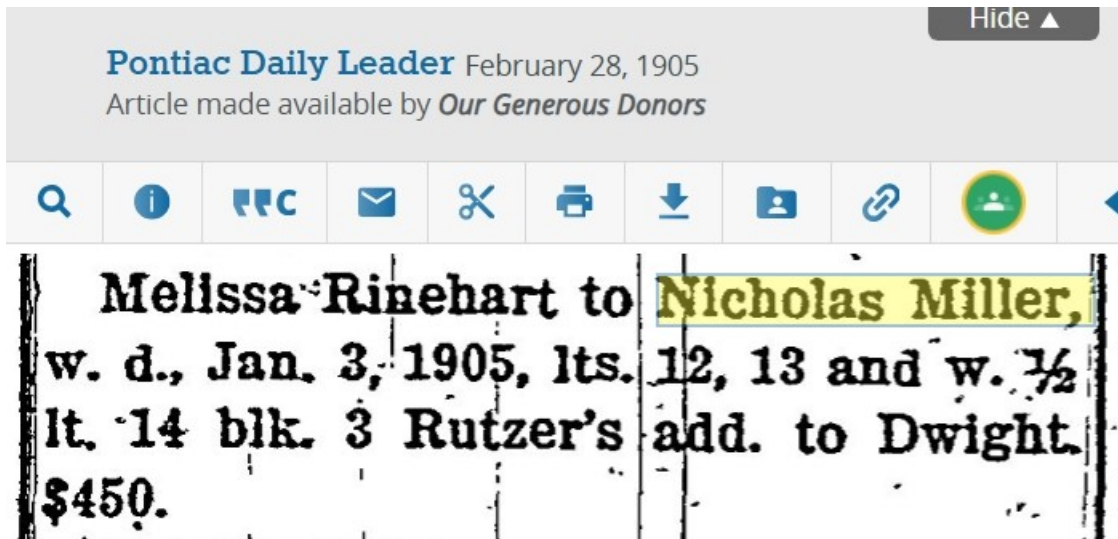 Hide ▲
Pontiac Daily Leader February 28, 1905
Article made available by Our Generous Donors
Melissa Rinehart to Nicholas Miller,
w. d., Jan. 3, 1905, lts. 12, 13 and w. ½
lt. 14 blk. 3 Rutzer's add. to Dwight.
$450.